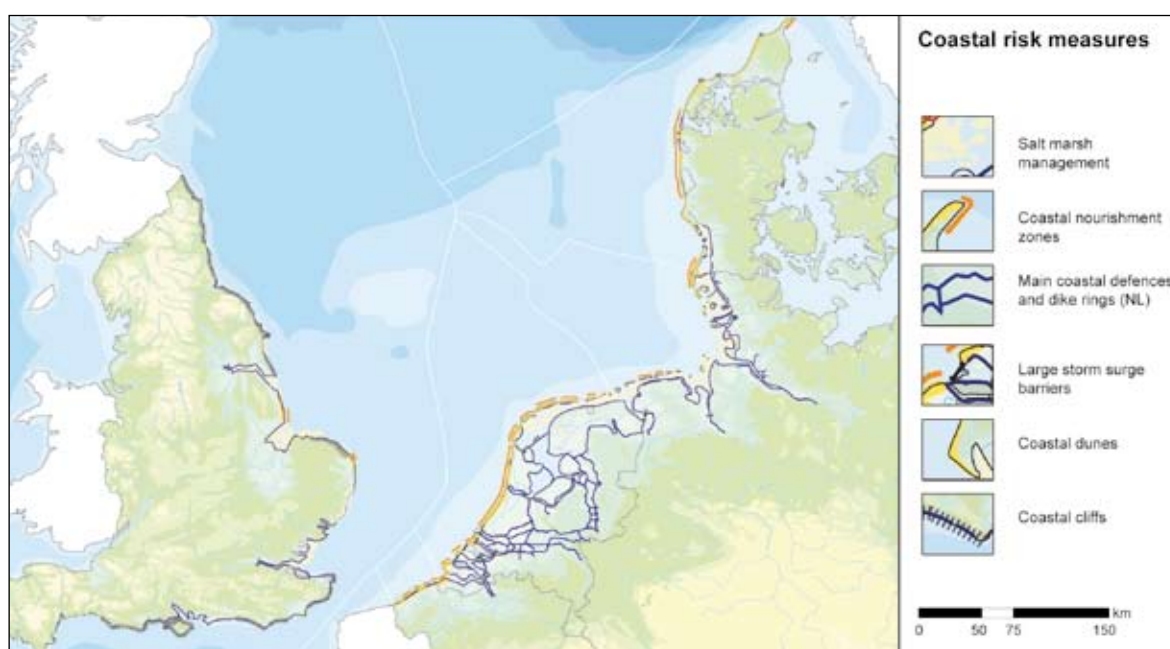 Coastal risk measures
Salt marsh
management
Coastal nourishment
zones
Main coastal defences
and dike rings (NL)
Large storm surge
barriers
Coastal dunes
Coastal cliffs
km
0 50 75 150